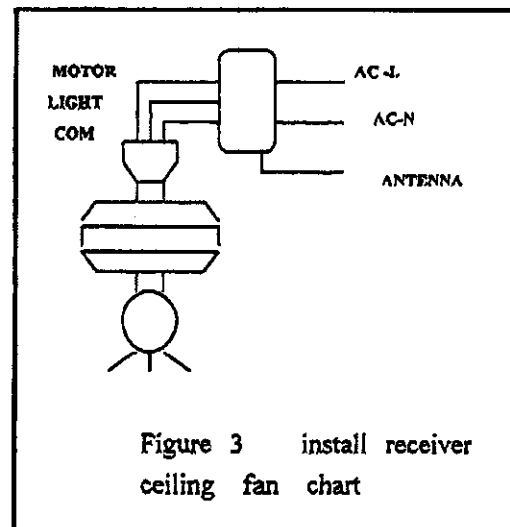 MOTOR
LIGHT
COM
AC-L
AC-N
ANTENNA
Figure 3 install receiver
ceiling fan chart